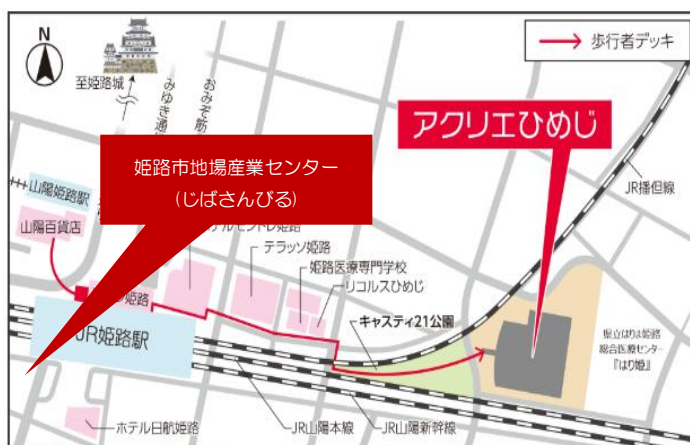 N
至姫路城
みゆき通
おみぞ筋
歩行者デッキ
アクリエひめじ
姫路市地場産業センター
(じばさんびる)
JR播但線
山陽姫路駅
山陽百貨店
テラッソ姫路
姫路医療専門学校
リコルスひめじ
姫路
キャスティ21公園
県立はりま姫路
総合医療センター
『はり姫』
JR姫路駅
ホテル日航姫路
JR山陽本線
JR山陽新幹線